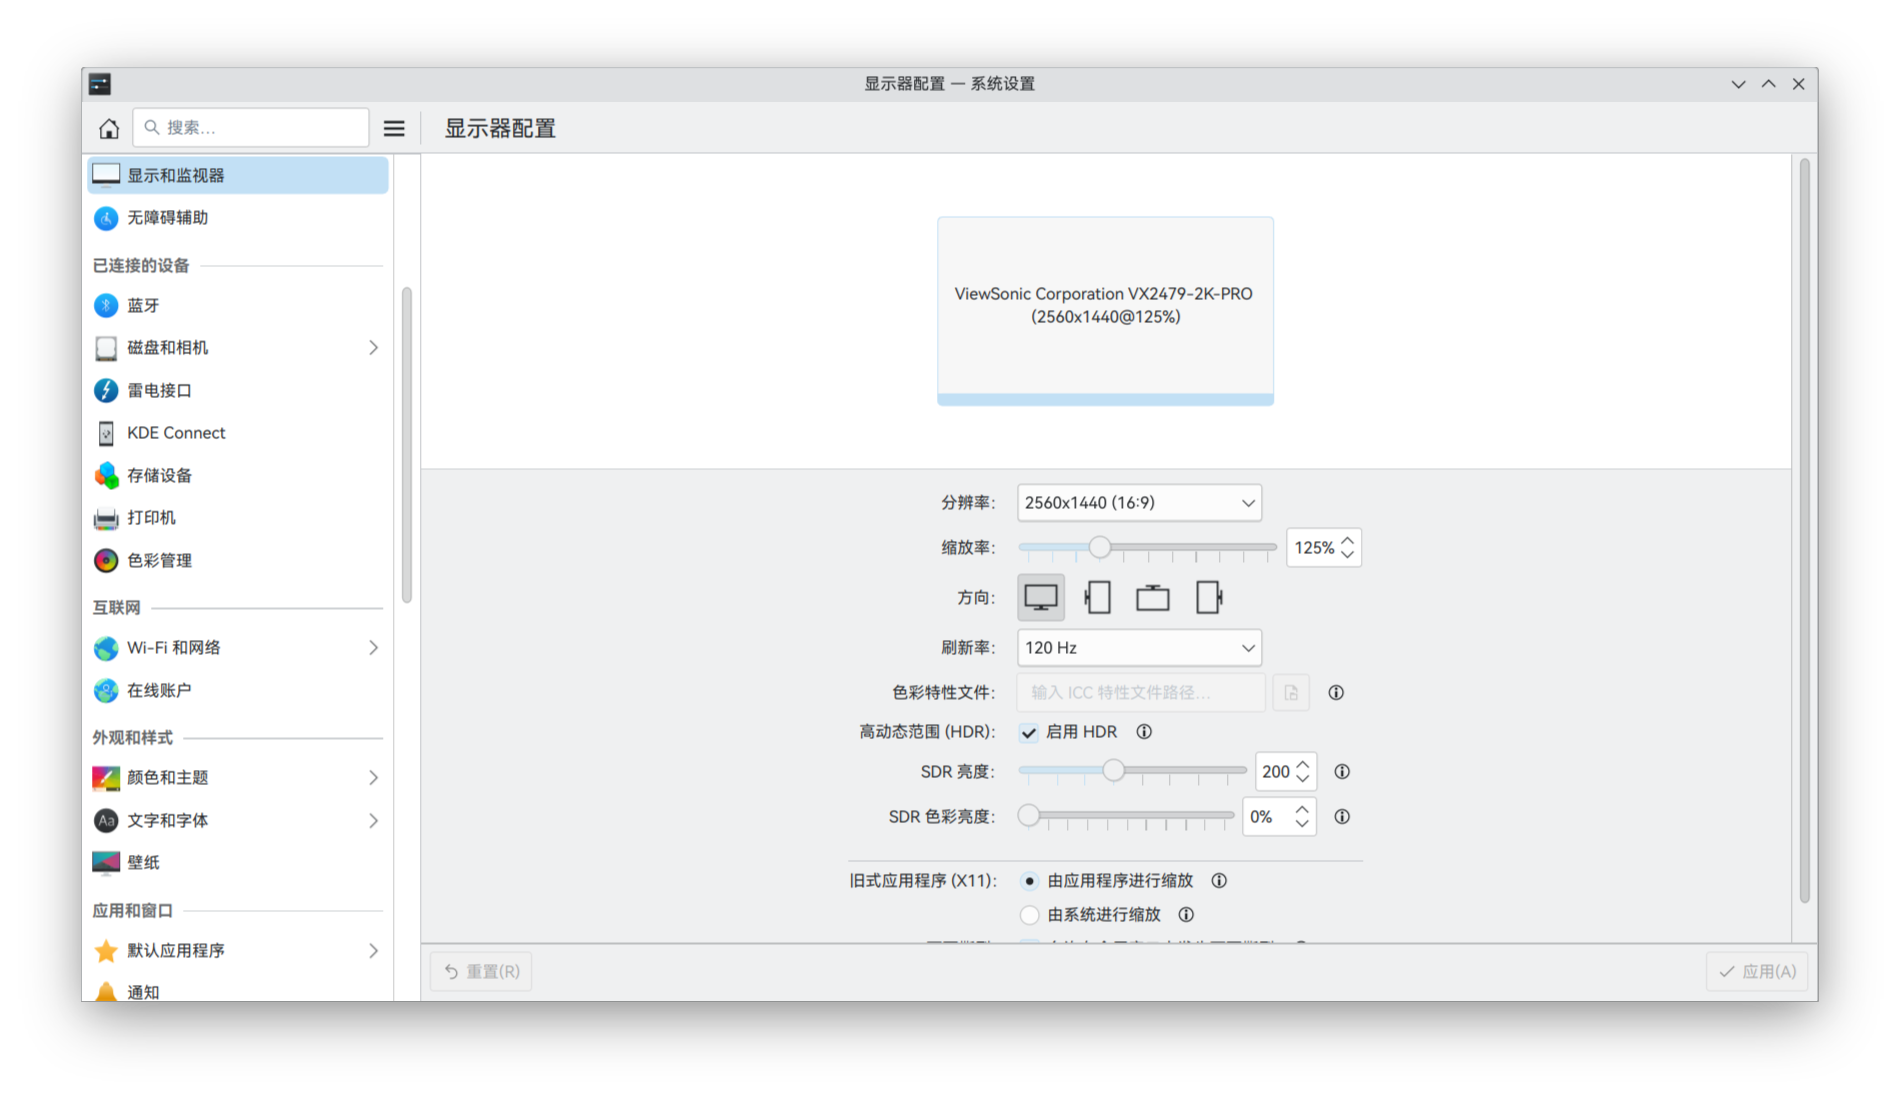 显示器配置 — 系统设置
搜索...
显示器配置
显示和监视器
无障碍辅助
已连接的设备
蓝牙
磁盘和相机
雷电接口
KDE Connect
存储设备
打印机
色彩管理
互联网
Wi-Fi 和网络
在线账户
外观和样式
颜色和主题
文字和字体
壁纸
应用和窗口
默认应用程序
通知
ViewSonic Corporation VX2479-2K-PRO
(2560x1440@125%)
分辨率: 2560x1440 (16:9)
缩放率: 125%
方向:
刷新率: 120 Hz
色彩特性文件: 输入 ICC 特性文件路径...
高动态范围 (HDR): 启用 HDR
SDR 亮度: 200
SDR 色彩亮度: 0%
旧式应用程序 (X11): 由应用程序进行缩放
由系统进行缩放
重置(R)
应用(A)